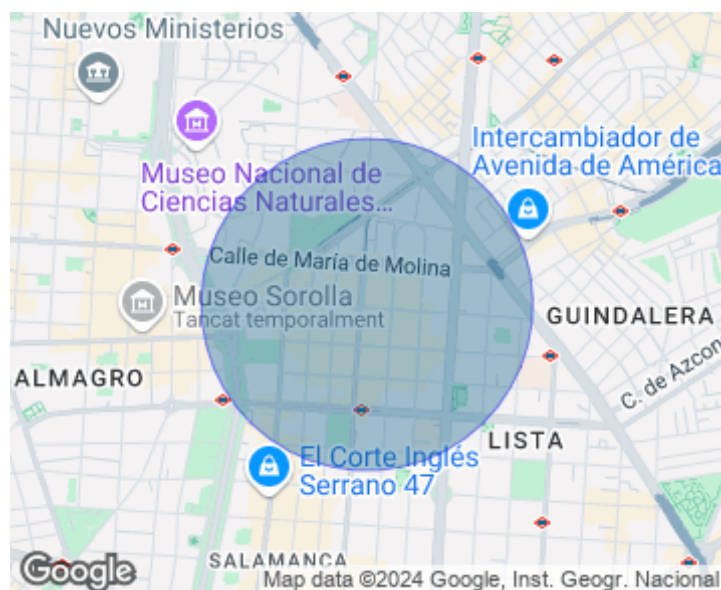 Nuevos Ministerios
Museo Nacional de
Ciencias Naturales...
Intercambiador de
Avenida de América
Calle de María de Molina
Museo Sorolla
Tancat temporalment
GUINDALERA
ALMAGRO
C. de Azcon
LISTA
El Corte Inglés
Serrano 47
SALAMANCA
Google
Map data ©2024 Google, Inst. Geogr. Nacional